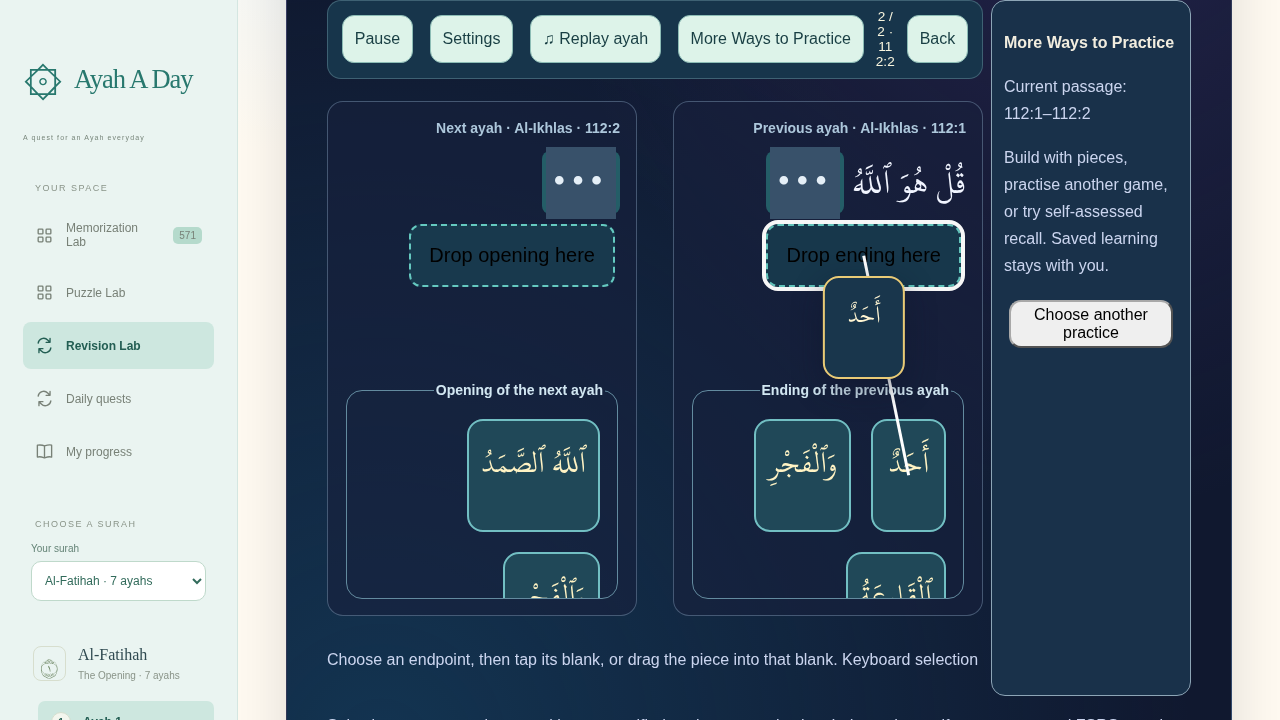 Ayah A Day
A quest for an Ayah everyday
YOUR SPACE
Memorization Lab
571
Puzzle Lab
Revision Lab
Daily quests
My progress
CHOOSE A SURAH
Your surah
Al-Fatihah · 7 ayahs
Al-Fatihah
The Opening · 7 ayahs
Pause
Settings
♫ Replay ayah
More Ways to Practice
2 /
2 ·
11
2:2
Back
Next ayah · Al-Ikhlas · 112:2
•••
Drop opening here
Opening of the next ayah
ٱللَّهُ ٱلصَّمَدُ
Previous ayah · Al-Ikhlas · 112:1
قُلْ هُوَ ٱللَّهُ •••
Drop ending here
أَحَدٌ
Ending of the previous ayah
أَحَدٌ
وَٱلْفَجْرِ
Choose an endpoint, then tap its blank, or drag the piece into that blank. Keyboard selection
More Ways to Practice
Current passage:
112:1–112:2
Build with pieces,
practise another game,
or try self-assessed
recall. Saved learning
stays with you.
Choose another
practice